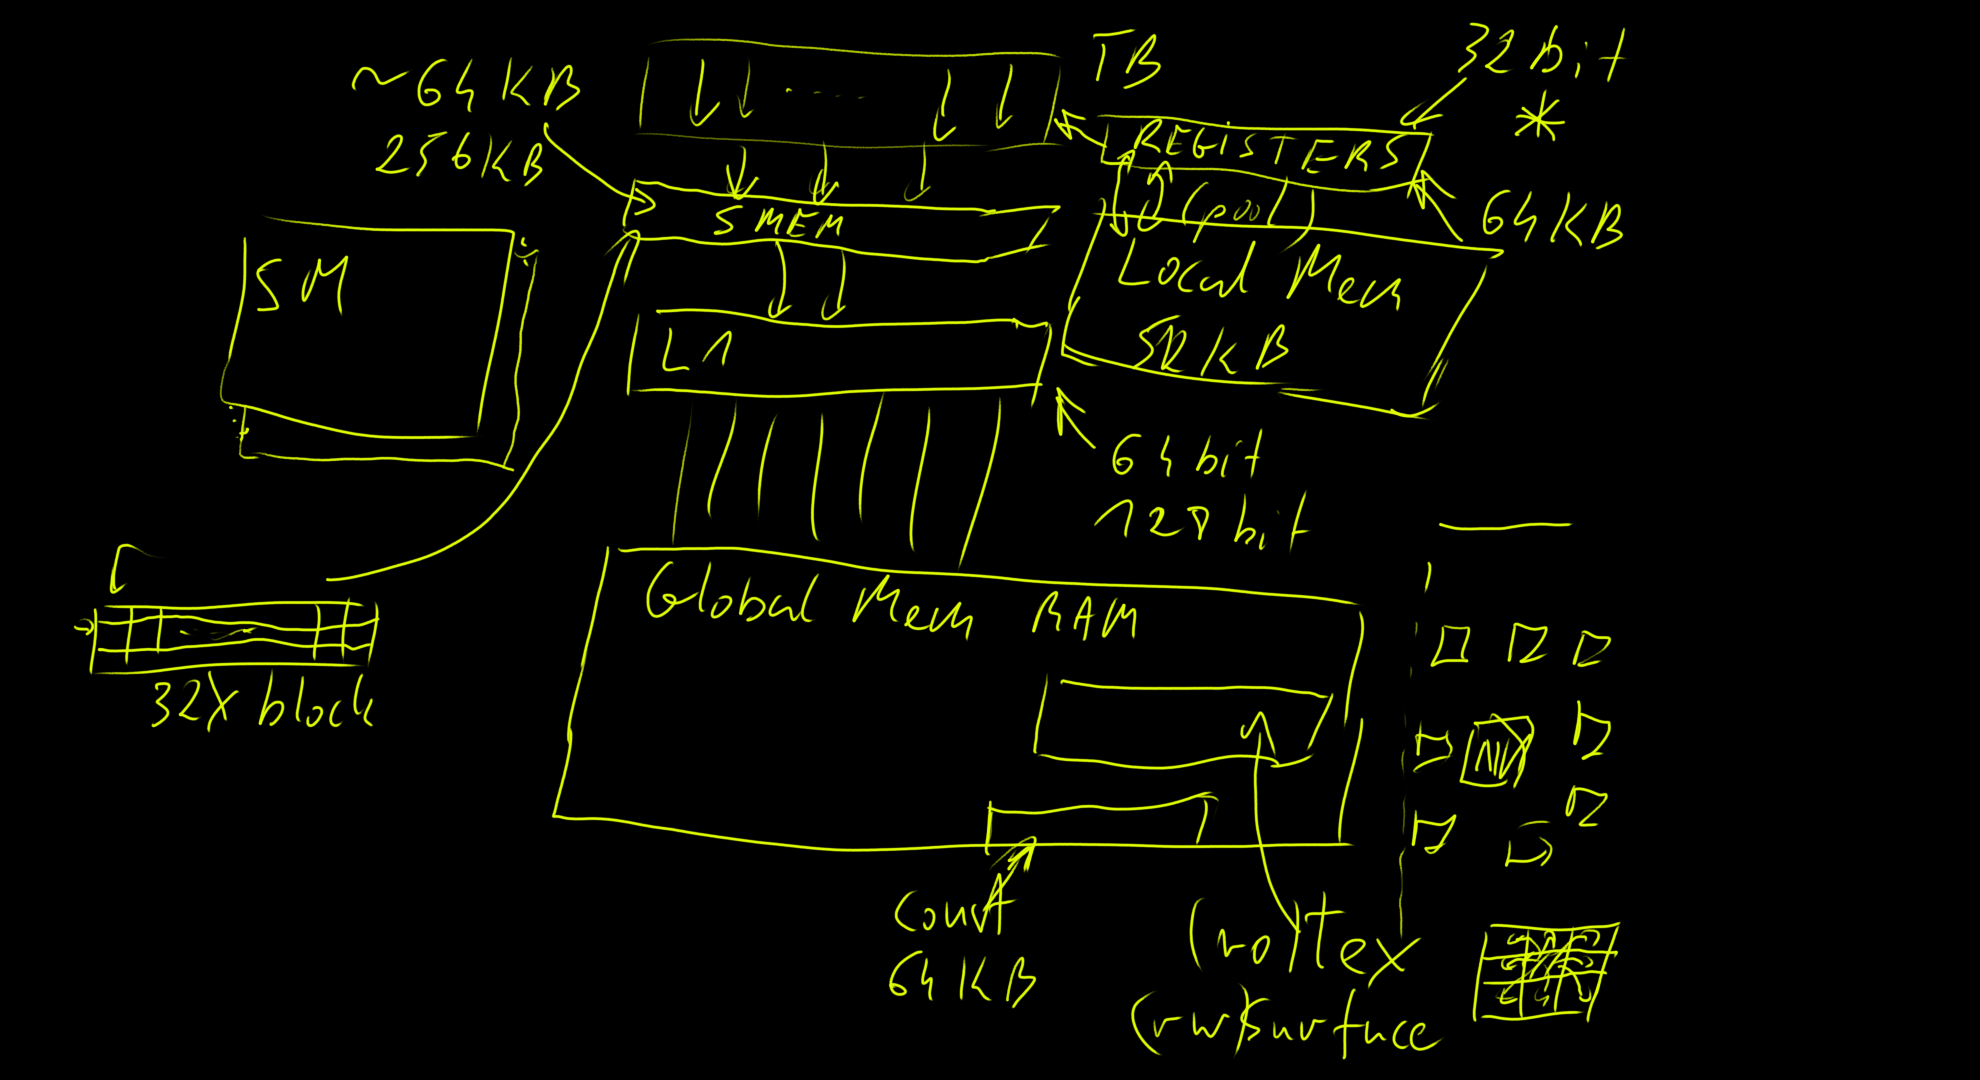 TB
32 bit
*
~64 KB
256 KB
REGISTERS
(pool)
64 KB
SMEM
SM
Local Mem
512 KB
L1
64 bit
128 bit
Global Mem RAM
32X block
const
64 KB
(ro) tex
(rw) surface